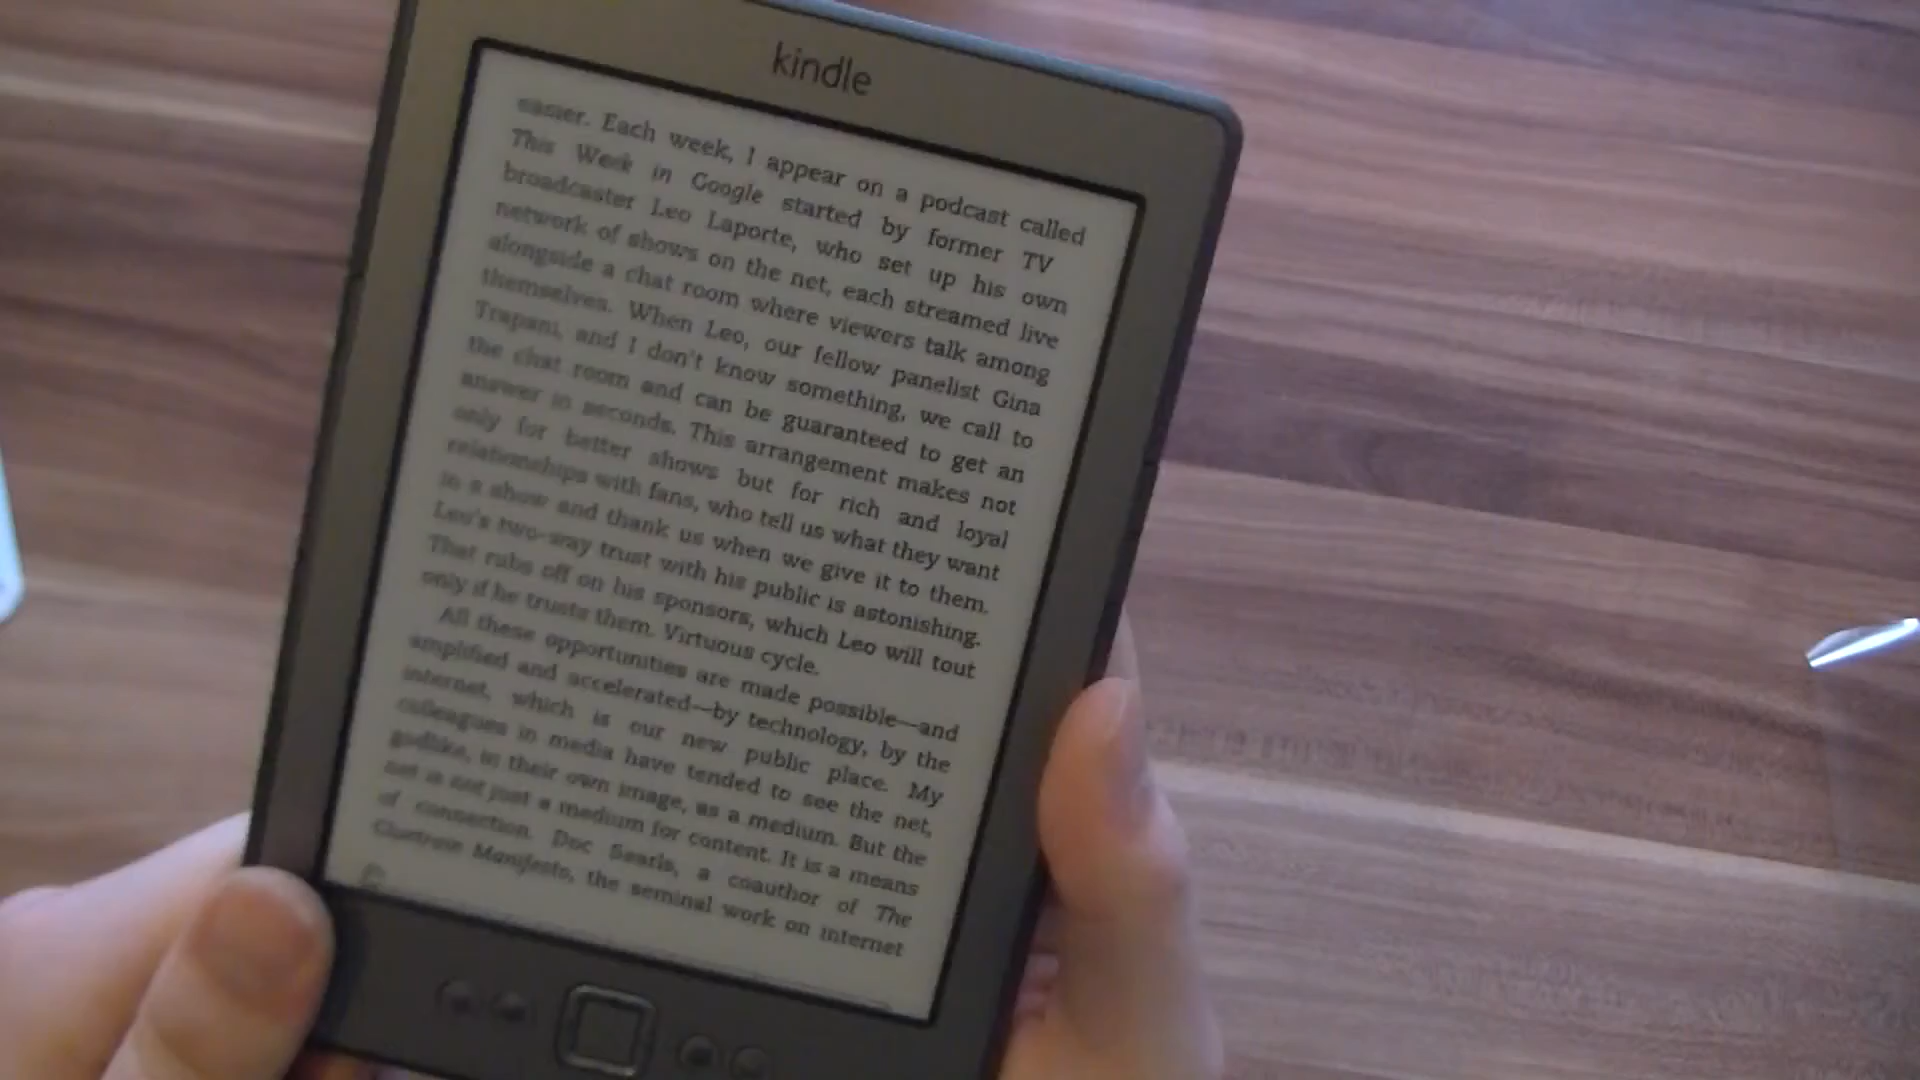 kindle
easier. Each week, I appear on a podcast called
This Week in Google started by former TV
broadcaster Leo Laporte, who set up his own
network of shows on the net, each streamed live
alongside a chat room where viewers talk among
themselves. When Leo, our fellow panelist Gina
Trapani, and I don't know something, we call to
the chat room and can be guaranteed to get an
answer in seconds. This arrangement makes not
only for better shows but for rich and loyal
relationships with fans, who tell us what they want
in a show and thank us when we give it to them.
Leo's two-way trust with his public is astonishing.
That rubs off on his sponsors, which Leo will tout
only if he trusts them. Virtuous cycle.
All these opportunities are made possible—and
amplified and accelerated—by technology, by the
internet, which is our new public place. My
colleagues in media have tended to see the net,
godlike, in their own image, as a medium. But the
net is not just a medium for content. It is a means
of connection. Doc Searls, a coauthor of The
Cluetrain Manifesto, the seminal work on internet